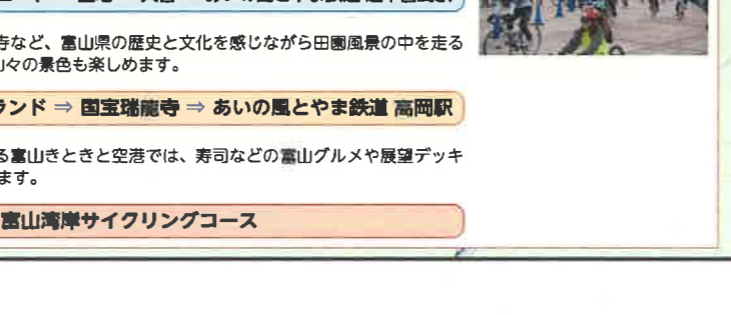 寺など、富山県の歴史と文化を感じながら田園風景の中を走る
山々の景色も楽しめます。
ランド ⇒ 国宝瑞龍寺 ⇒ あいの風とやま鉄道 高岡駅
る富山きときと空港では、寿司などの富山グルメや展望デッキ
ます。
富山湾岸サイクリングコース